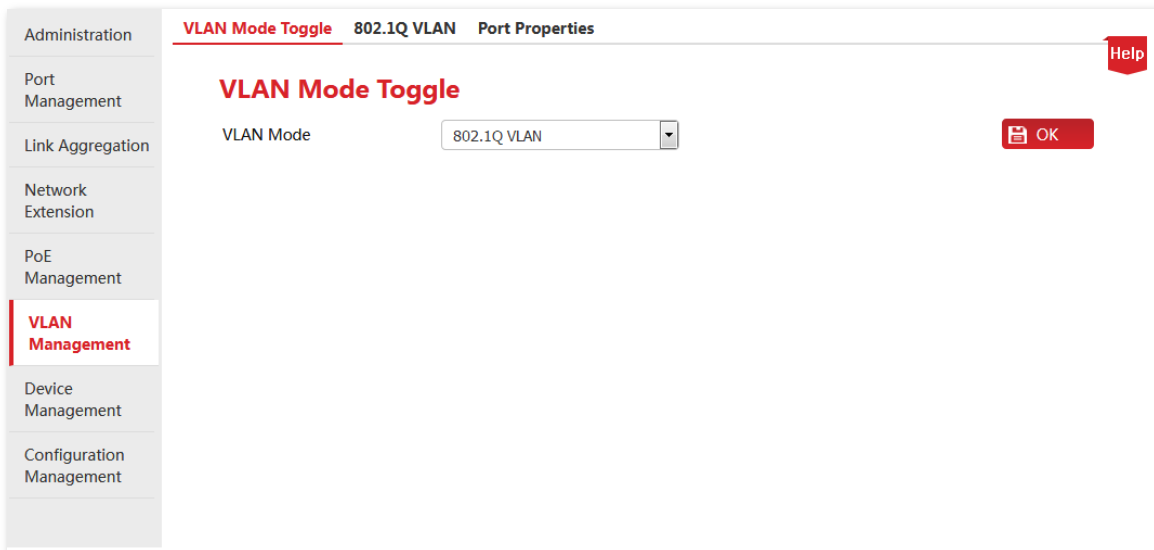 Administration
Port
Management
Link Aggregation
Network
Extension
PoE
Management
VLAN
Management
Device
Management
Configuration
Management
VLAN Mode Toggle 802.1Q VLAN Port Properties
Help
VLAN Mode Toggle
VLAN Mode 802.1Q VLAN OK